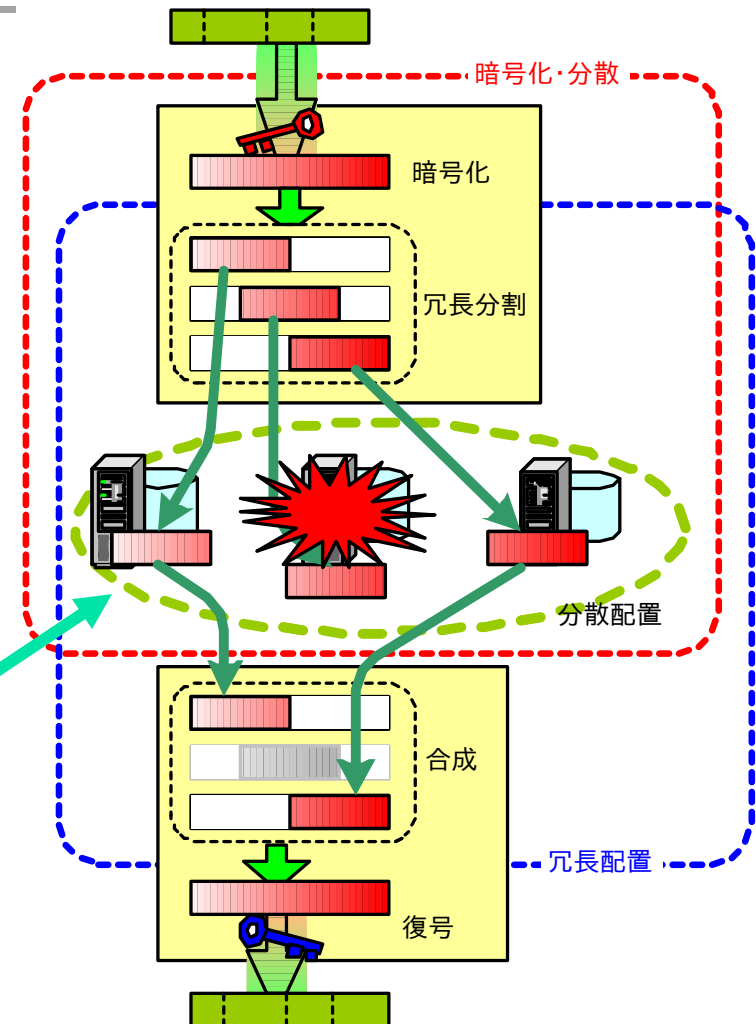 暗号化･分散
暗号化
冗長分割
分散配置
合成
冗長配置
復号